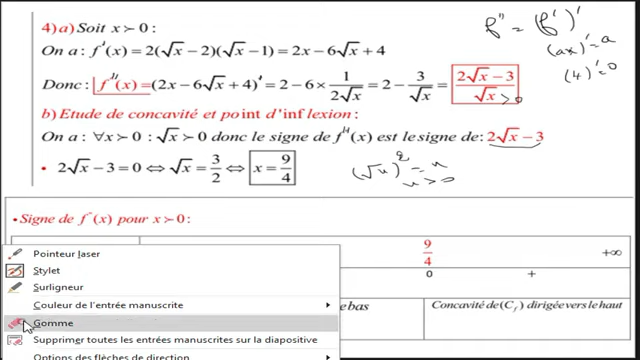 4) a) Soit x ≻ 0 :
f'' = (f')'
On a : f'(x) = 2(√x − 2)(√x − 1) = 2x − 6√x + 4
(ax)' = a
(4)' = 0
Donc : f''(x) = (2x − 6√x + 4)' = 2 − 6 × 1/(2√x) = 2 − 3/√x = (2√x − 3)/√x >0
b) Etude de concavité et point d'inflexion
On a : ∀x ≻ 0 : √x ≻ 0 donc le signe de f''(x) est le signe de : 2√x − 3
• 2√x − 3 = 0 ⇔ √x = 3/2 ⇔ x = 9/4
(√x)² = x
x > 0
• Signe de f''(x) pour x ≻ 0 :
9/4 +∞
0 +
e bas Concavité de (Cf) dirigée vers le haut
Pointeur laser
Stylet
Surligneur
Couleur de l'entrée manuscrite
Gomme
Supprimer toutes les entrées manuscrites sur la diapositive
Options des flèches de direction